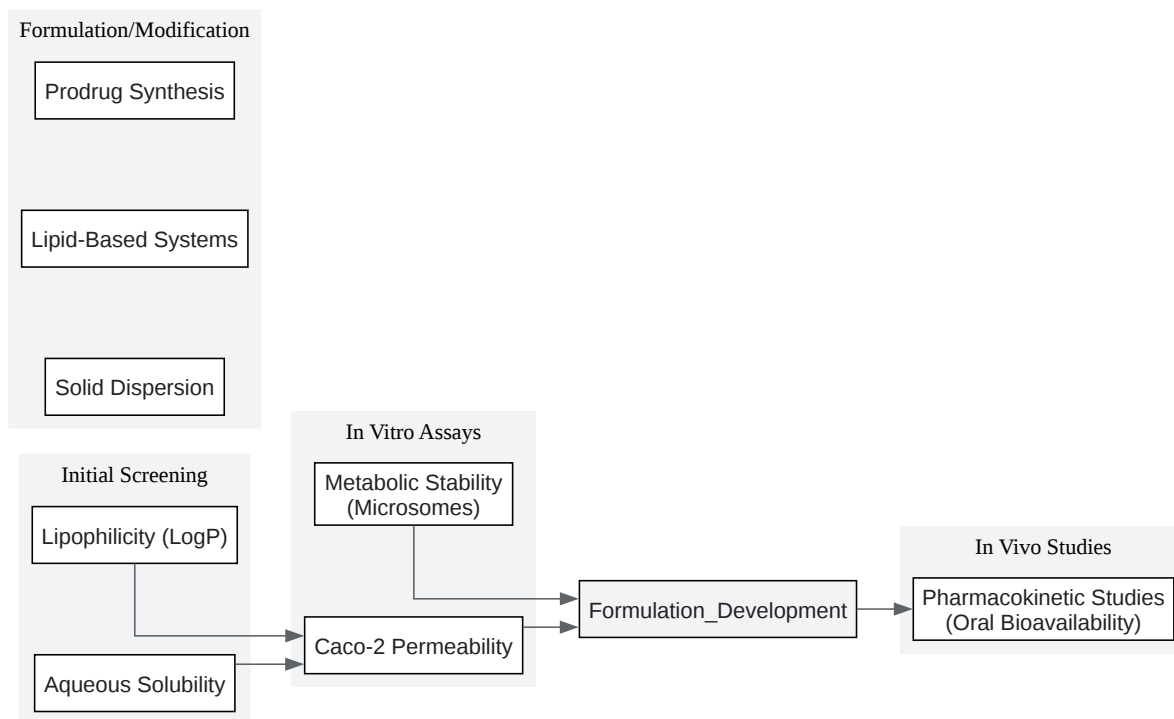 Formulation/Modification
Prodrug Synthesis
Lipid-Based Systems
Solid Dispersion
Initial Screening
Lipophilicity (LogP)
Aqueous Solubility
In Vitro Assays
Metabolic Stability
(Microsomes)
Caco-2 Permeability
Formulation_Development
In Vivo Studies
Pharmacokinetic Studies
(Oral Bioavailability)